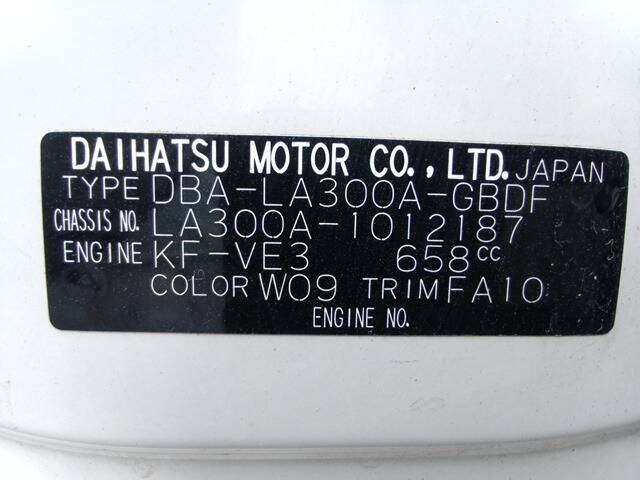 DAIHATSU MOTOR CO., LTD. JAPAN
TYPE DBA-LA300A-GBDF
CHASSIS NO. LA300A-1012187
ENGINE KF-VE3 658cc
COLOR W09 TRIM FA10
ENGINE NO.